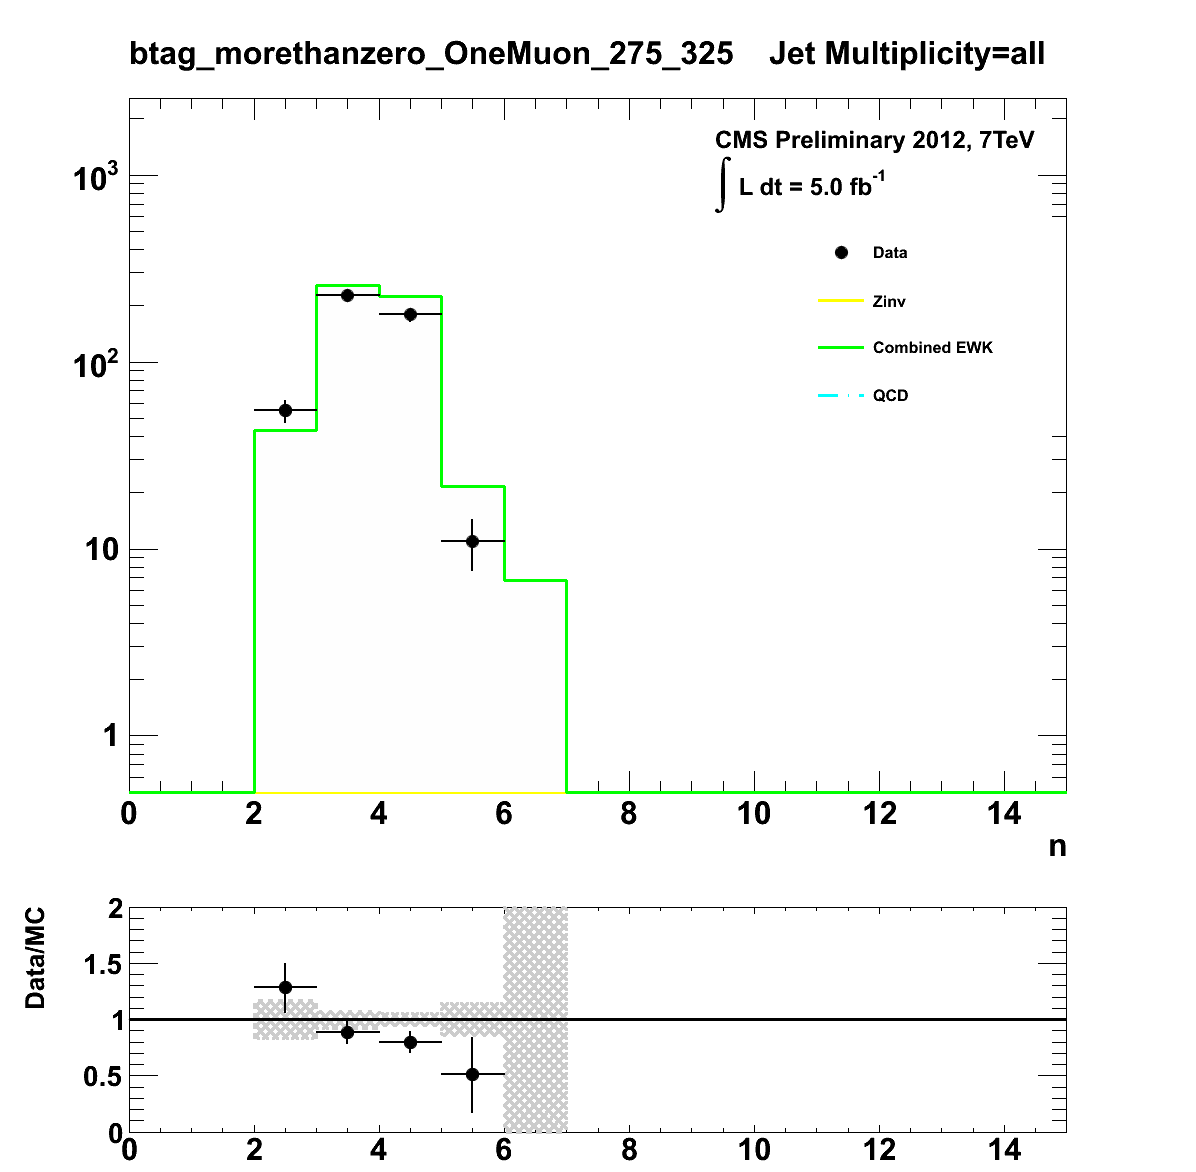 btag_morethanzero_OneMuon_275_325 Jet Multiplicity=all
CMS Preliminary 2012, 7TeV
∫ L dt = 5.0 fb⁻¹
Data
Zinv
Combined EWK
QCD
10³
10²
10
1
0 2 4 6 8 10 12 14
n
Data/MC
2
1.5
1
0.5
0
0 2 4 6 8 10 12 14